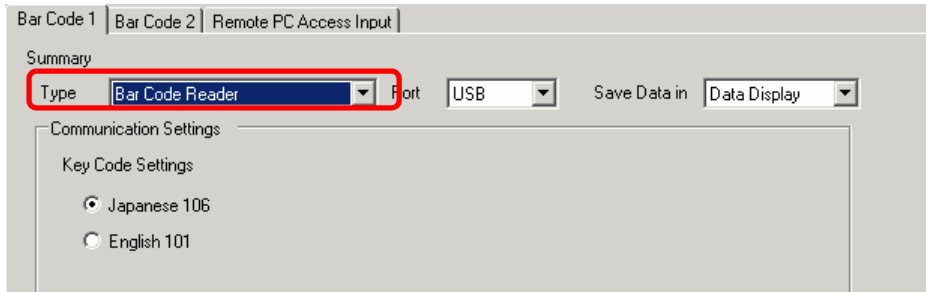 Bar Code 1 Bar Code 2 Remote PC Access Input
Summary
Type Bar Code Reader Port USB Save Data in Data Display
Communication Settings
Key Code Settings
Japanese 106
English 101